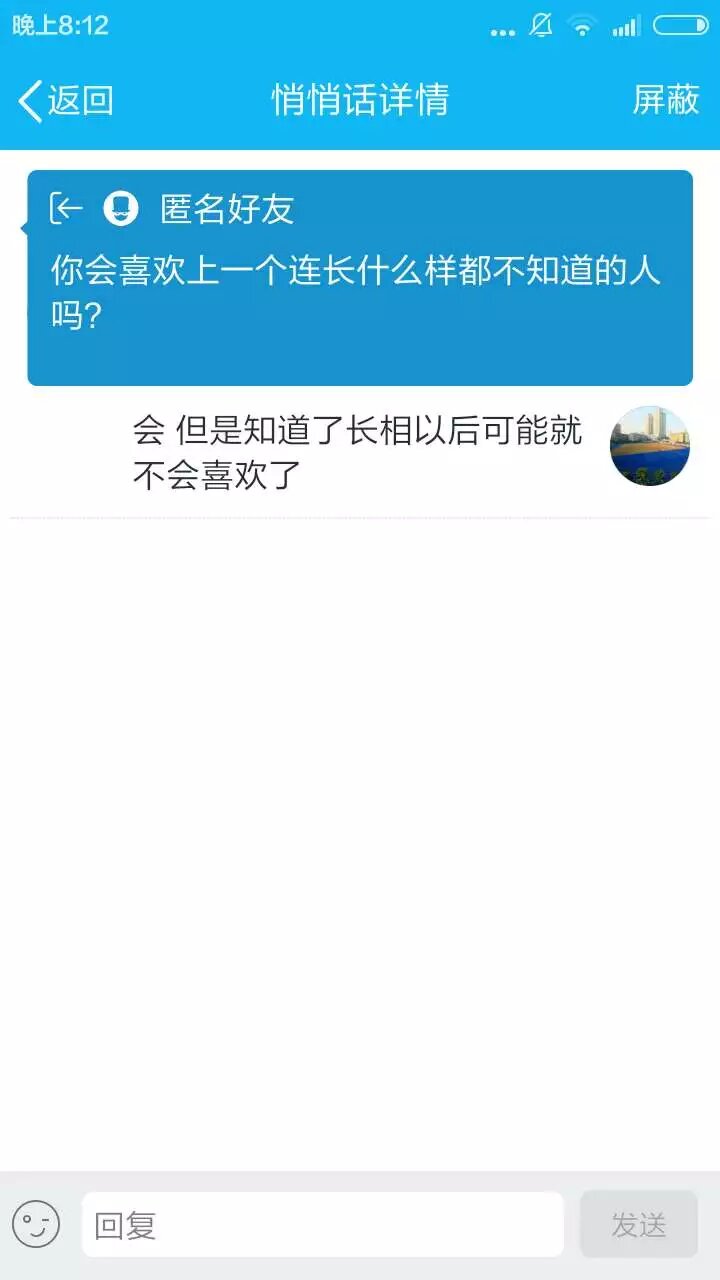 晚上8:12
返回
悄悄话详情
屏蔽
匿名好友
你会喜欢上一个连长什么样都不知道的人
吗?
会 但是知道了长相以后可能就
不会喜欢了
回复
发送